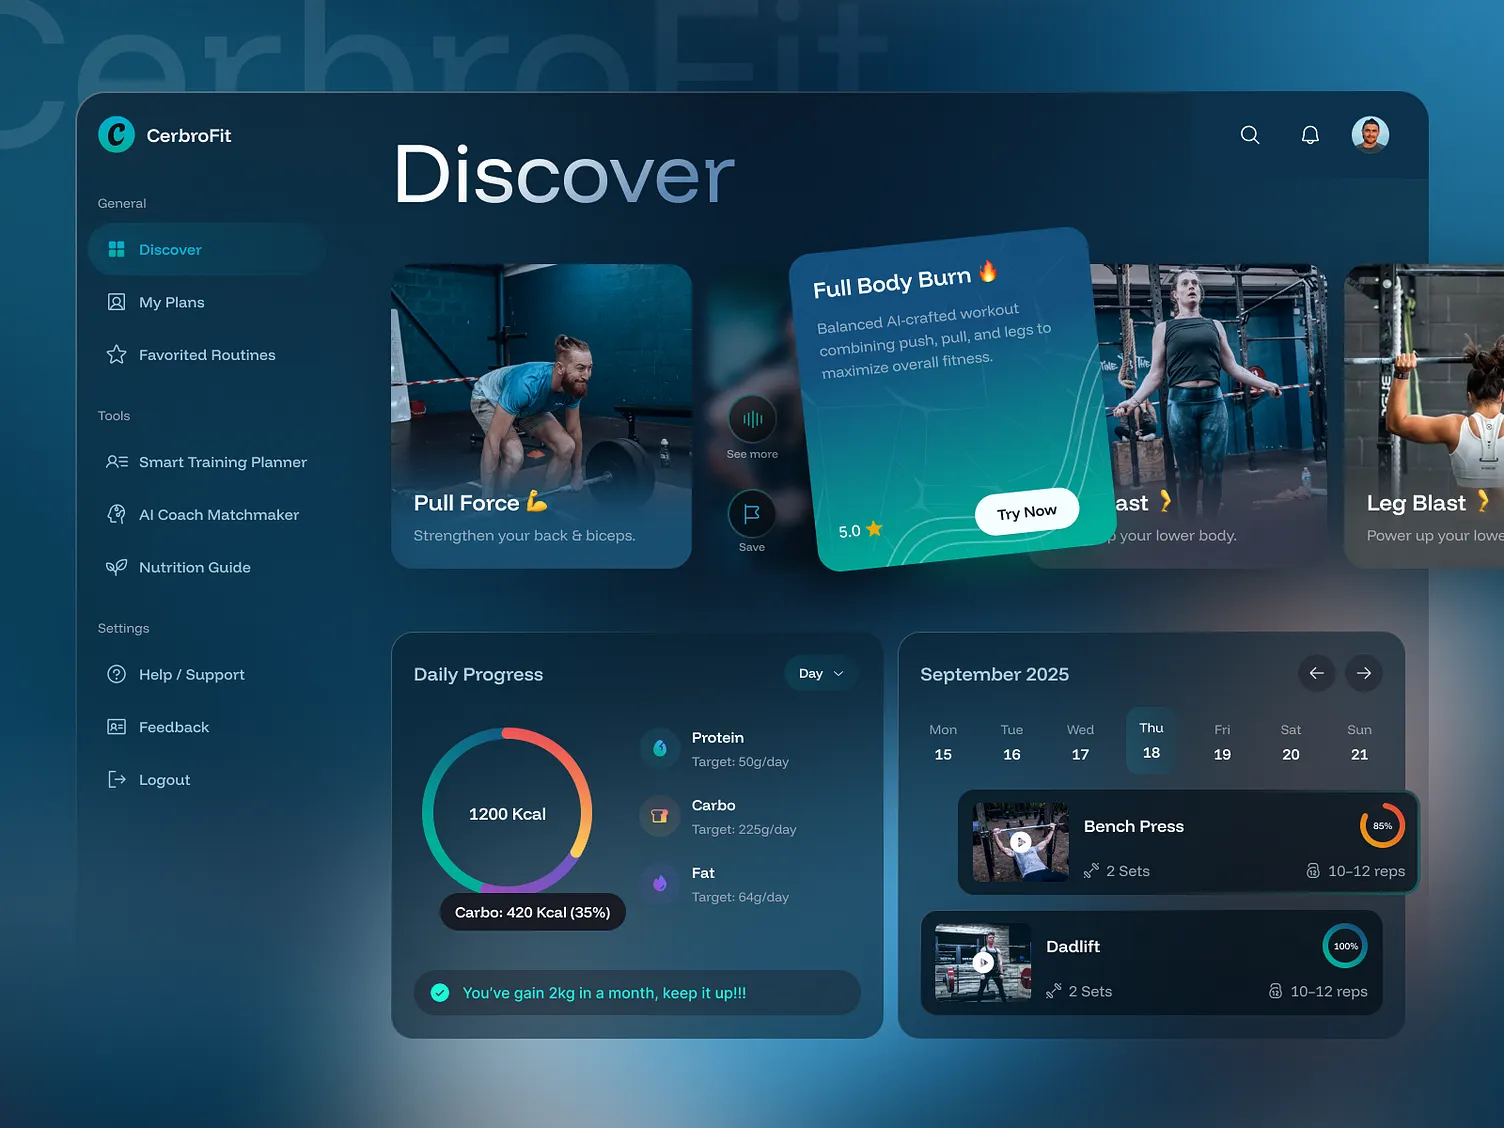 CerbroFit
CerbroFit
Discover
General
Discover
My Plans
Favorited Routines
Tools
Smart Training Planner
AI Coach Matchmaker
Nutrition Guide
Settings
Help / Support
Feedback
Logout
Pull Force 💪
Strengthen your back & biceps.
See more
Save
Full Body Burn 🔥
Balanced AI-crafted workout
combining push, pull, and legs to
maximize overall fitness.
5.0
Try Now
ast
p your lower body.
Leg Blast
Power up your lowe
Daily Progress
Day
1200 Kcal
Carbo: 420 Kcal (35%)
Protein
Target: 50g/day
Carbo
Target: 225g/day
Fat
Target: 64g/day
You've gain 2kg in a month, keep it up!!!
September 2025
Mon Tue Wed Thu Fri Sat Sun
15 16 17 18 19 20 21
Bench Press
85%
2 Sets
12
10–12 reps
Dadlift
100%
2 Sets
12
10–12 reps